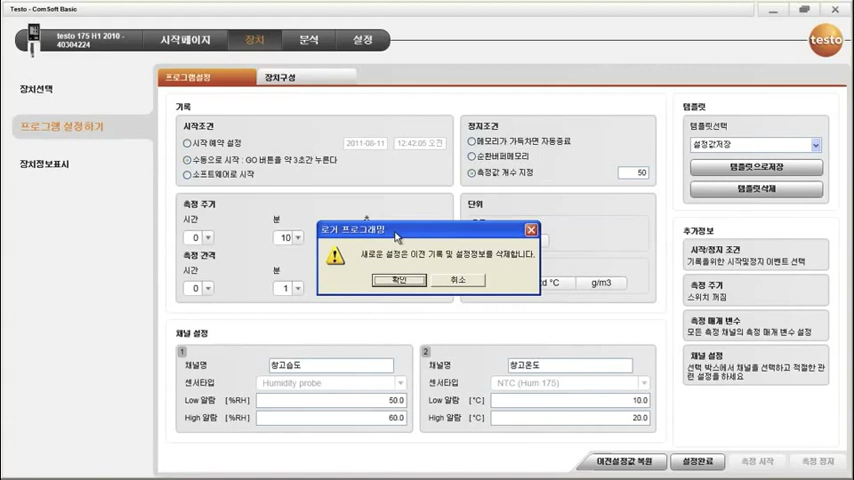 Testo - ComSoft Basic
testo 175 H1 2010 -
40304224
시작페이지
장치
분석
설정
testo
장치선택
프로그램 설정하기
장치정보표시
프로그램설정
장치구성
기록
시작조건
시작 예약 설정
2011-08-11
12:42:05 오전
수동으로 시작 : GO 버튼을 약 3초간 누른다
소프트웨어로 시작
정지조건
메모리가 가득차면 자동종료
순환버퍼메모리
측정값 개수 지정
50
측정 주기
시간
분
초
0
10
측정 간격
시간
분
0
1
단위
td °C
g/m3
로거 프로그래밍
새로운 설정은 이전 기록 및 설정정보를 삭제합니다.
확인
취소
채널 설정
1
채널명
창고습도
센서타입
Humidity probe
Low 알람 [%RH]
50.0
High 알람 [%RH]
60.0
2
채널명
창고온도
센서타입
NTC (Hum 175)
Low 알람 [°C]
10.0
High 알람 [°C]
20.0
템플릿
템플릿선택
설정값저장
템플릿으로저장
템플릿삭제
추가정보
시작/정지 조건
기록을위한 시작및정지 이벤트 선택
측정 주기
스위치 꺼짐
측정 매개 변수
모든 측정 채널의 측정 매개 변수 설정
채널 설정
선택 박스에서 채널을 선택하고 적절한 관련 설정을 하세요
이전설정값 복원
설정완료
측정 시작
측정 정지